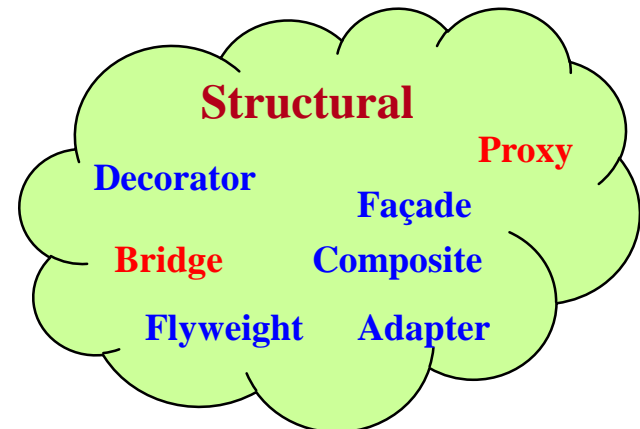 Structural
Proxy
Decorator
Façade
Bridge
Composite
Flyweight
Adapter